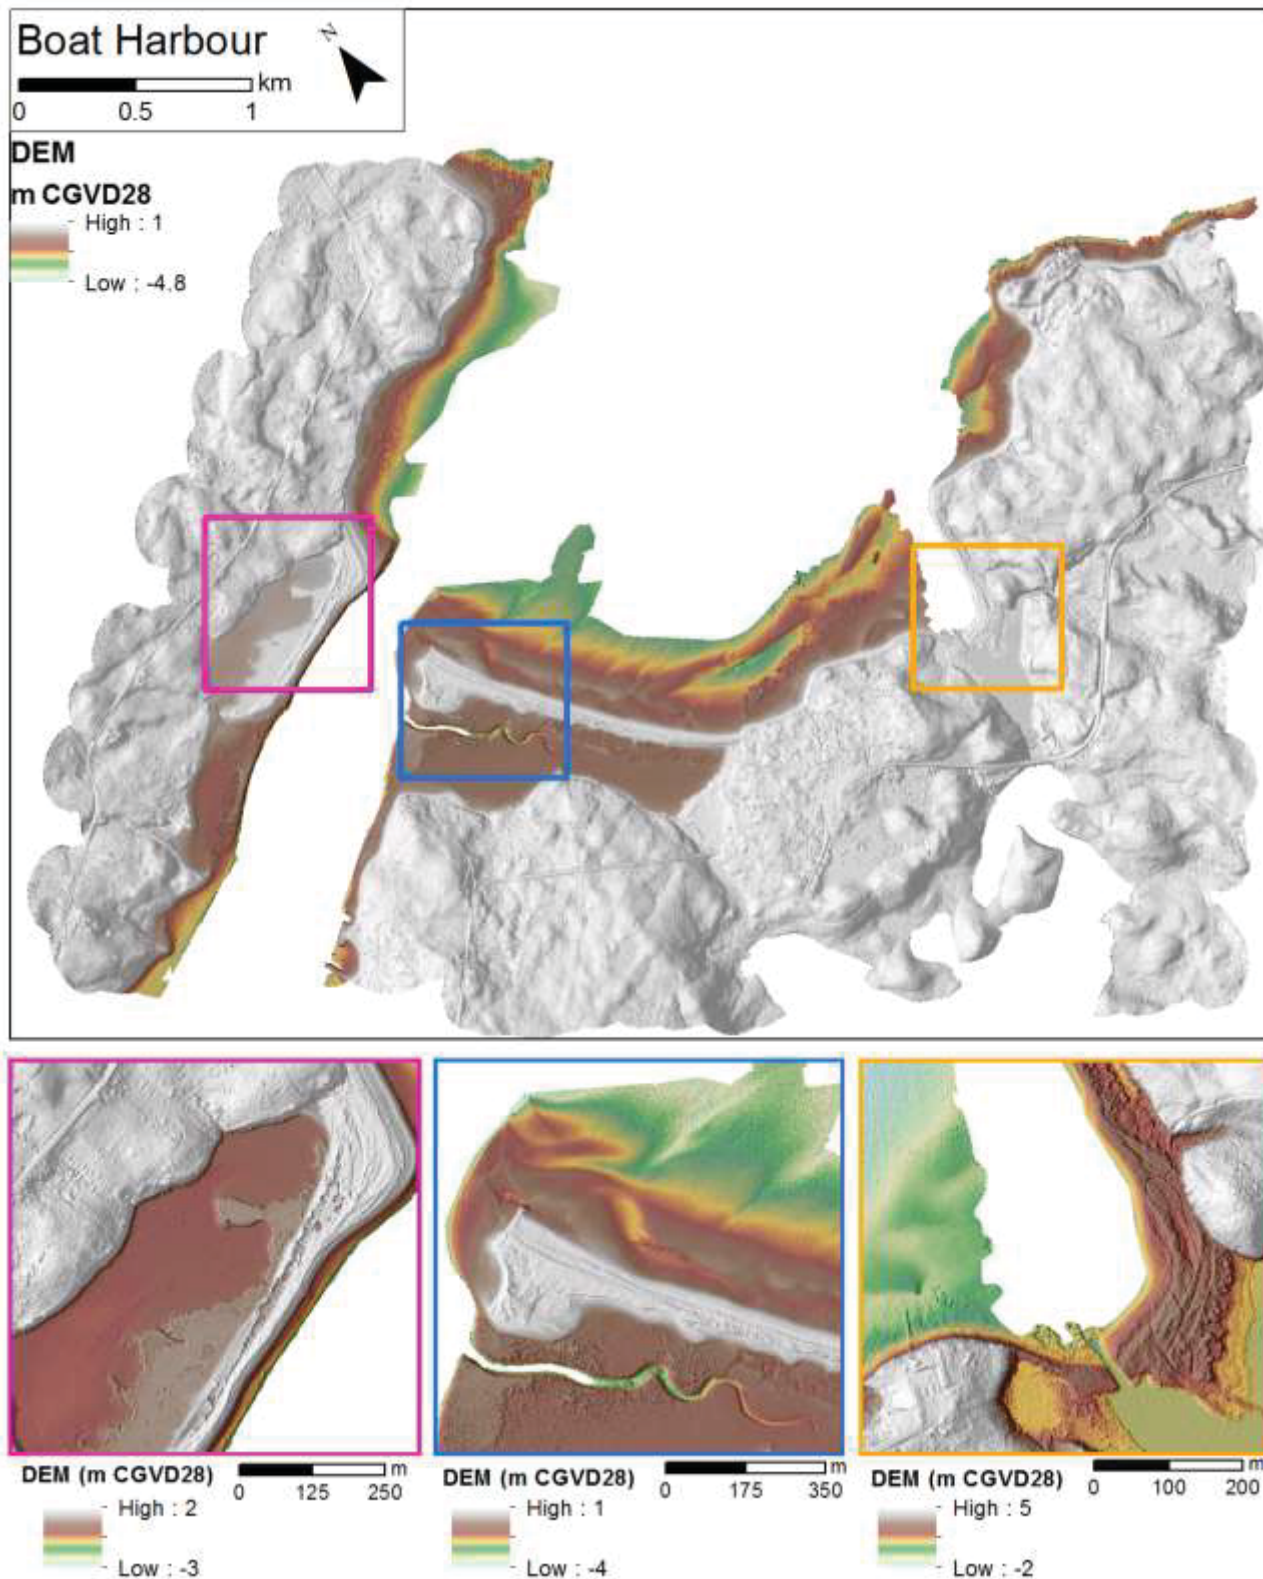 Boat Harbour
N
km
0 0.5 1
DEM
m CGVD28
High : 1
Low : -4.8
DEM (m CGVD28)
m
0 125 250
High : 2
Low : -3
DEM (m CGVD28)
m
0 175 350
High : 1
Low : -4
DEM (m CGVD28)
m
0 100 200
High : 5
Low : -2